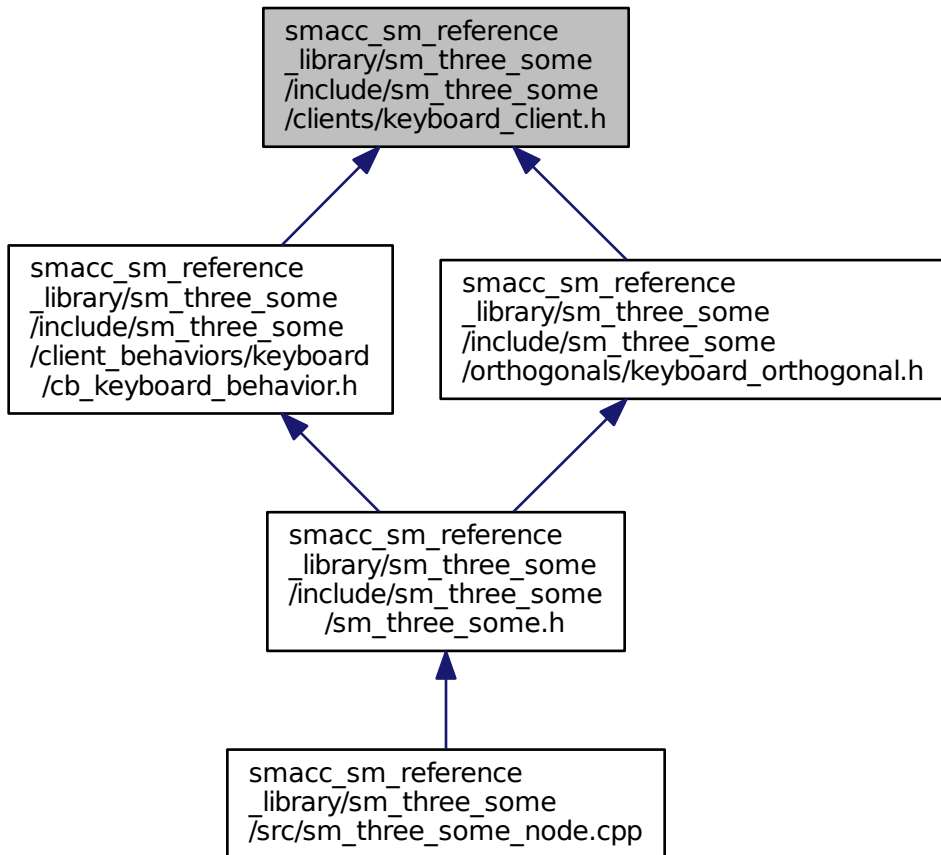 smacc_sm_reference
_library/sm_three_some
/include/sm_three_some
/clients/keyboard_client.h
smacc_sm_reference
_library/sm_three_some
/include/sm_three_some
/client_behaviors/keyboard
/cb_keyboard_behavior.h
smacc_sm_reference
_library/sm_three_some
/include/sm_three_some
/orthogonals/keyboard_orthogonal.h
smacc_sm_reference
_library/sm_three_some
/include/sm_three_some
/sm_three_some.h
smacc_sm_reference
_library/sm_three_some
/src/sm_three_some_node.cpp